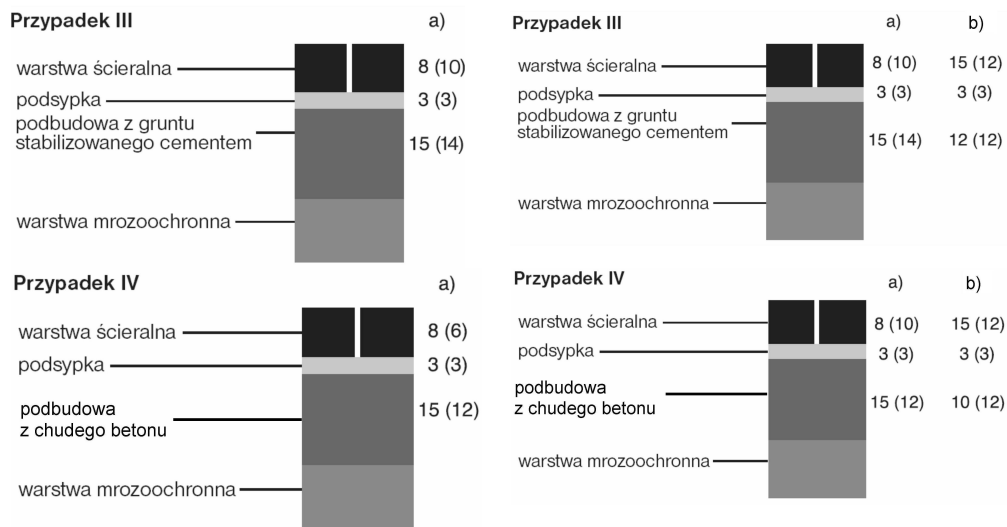 Przypadek III
a)
warstwa ścieralna 8 (10)
podsypka 3 (3)
podbudowa z gruntu
stabilizowanego cementem 15 (14)
warstwa mrozoochronna
Przypadek III
a) b)
warstwa ścieralna 8 (10) 15 (12)
podsypka 3 (3) 3 (3)
podbudowa z gruntu
stabilizowanego cementem 15 (14) 12 (12)
warstwa mrozoochronna
Przypadek IV
a)
warstwa ścieralna 8 (6)
podsypka 3 (3)
podbudowa 15 (12)
z chudego betonu
warstwa mrozoochronna
Przypadek IV
a) b)
warstwa ścieralna 8 (10) 15 (12)
podsypka 3 (3) 3 (3)
podbudowa
z chudego betonu 15 (12) 10 (12)
warstwa mrozoochronna